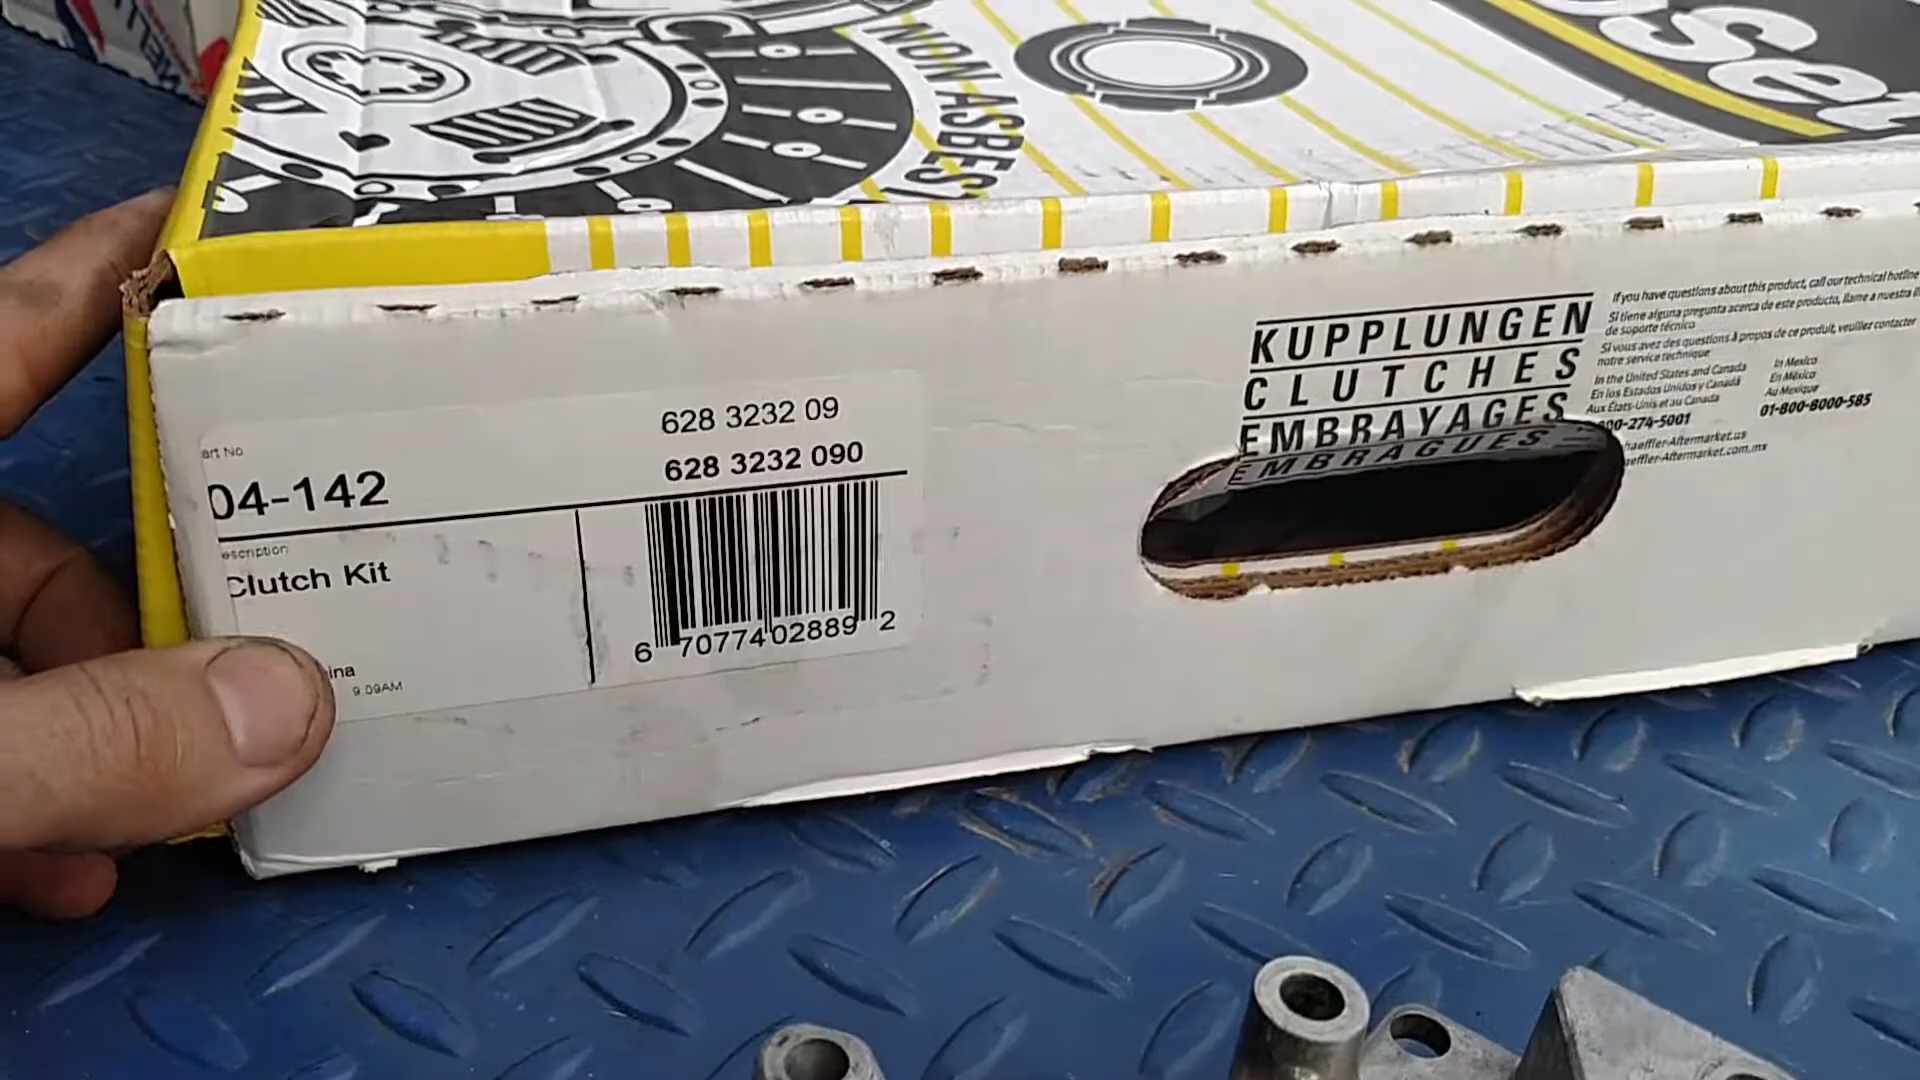 NON ASBES
art No
04-142
escription
Clutch Kit
ina
9:09AM
628 3232 09
628 3232 090
6 70774 02889 2
KUPPLUNGEN
CLUTCHES
EMBRAYAGES
EMBRAGUES
If you have questions about this product, call our technical hotline
Si tiene alguna pregunta acerca de este producto, llame a nuestra
de soporte técnico
Si vous avez des questions à propos de ce produit, veuillez contacter
notre service technique
In the United States and Canada
En los Estados Unidos y Canadá
Aux États-Unis et au Canada
00-274-5001
haeffler-Aftermarket.us
aeffler-Aftermarket.com.mx
In Mexico
En México
Au Mexique
01-800-8000-585